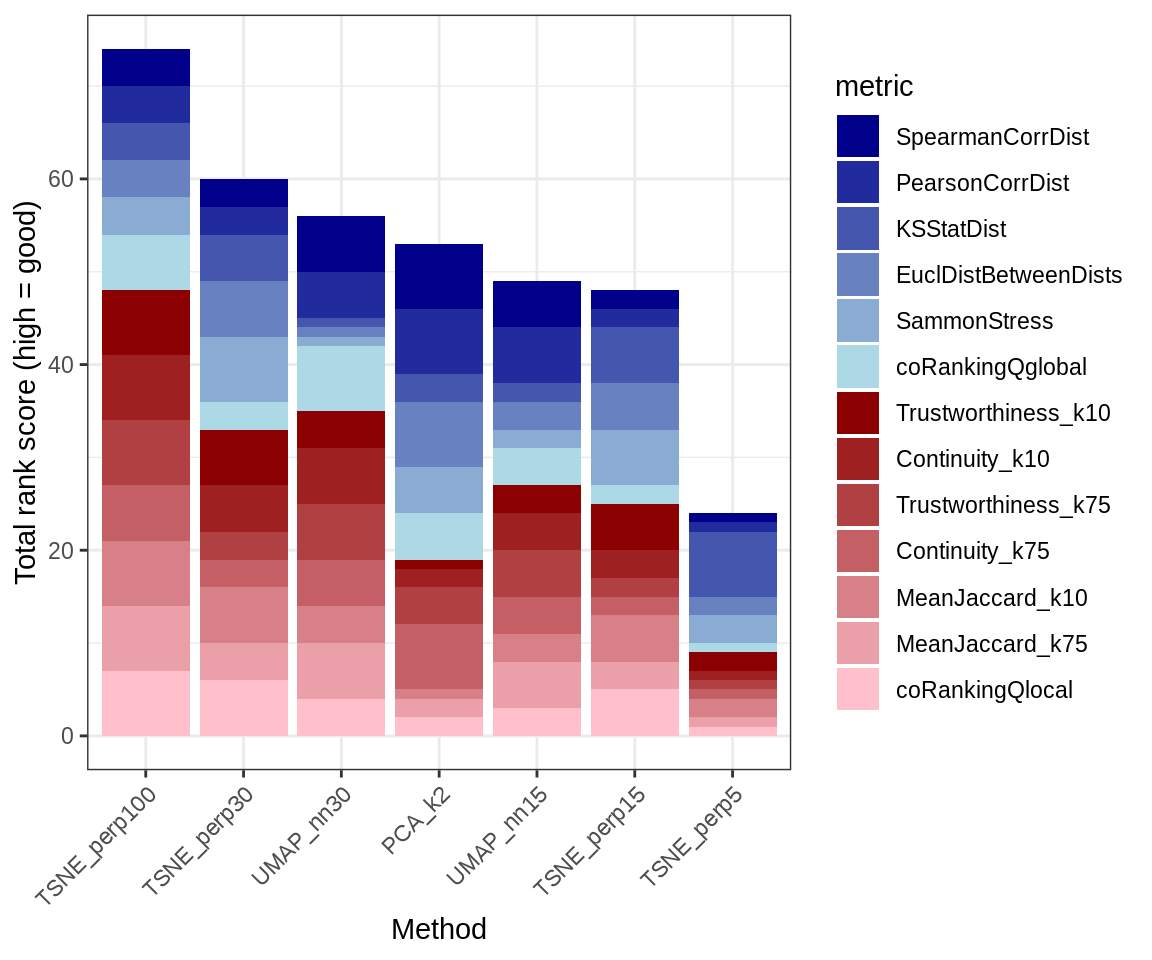 Total rank score (high = good)
60
40
20
0
TSNE_perp100
TSNE_perp30
UMAP_nn30
PCA_k2
UMAP_nn15
TSNE_perp15
TSNE_perp5
Method
metric
SpearmanCorrDist
PearsonCorrDist
KSStatDist
EuclDistBetweenDists
SammonStress
coRankingQglobal
Trustworthiness_k10
Continuity_k10
Trustworthiness_k75
Continuity_k75
MeanJaccard_k10
MeanJaccard_k75
coRankingQlocal